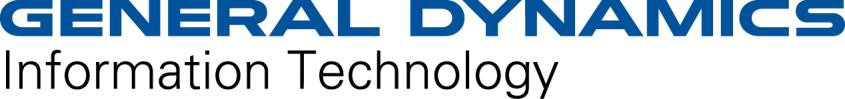 GENERAL DYNAMICS
Information Technology